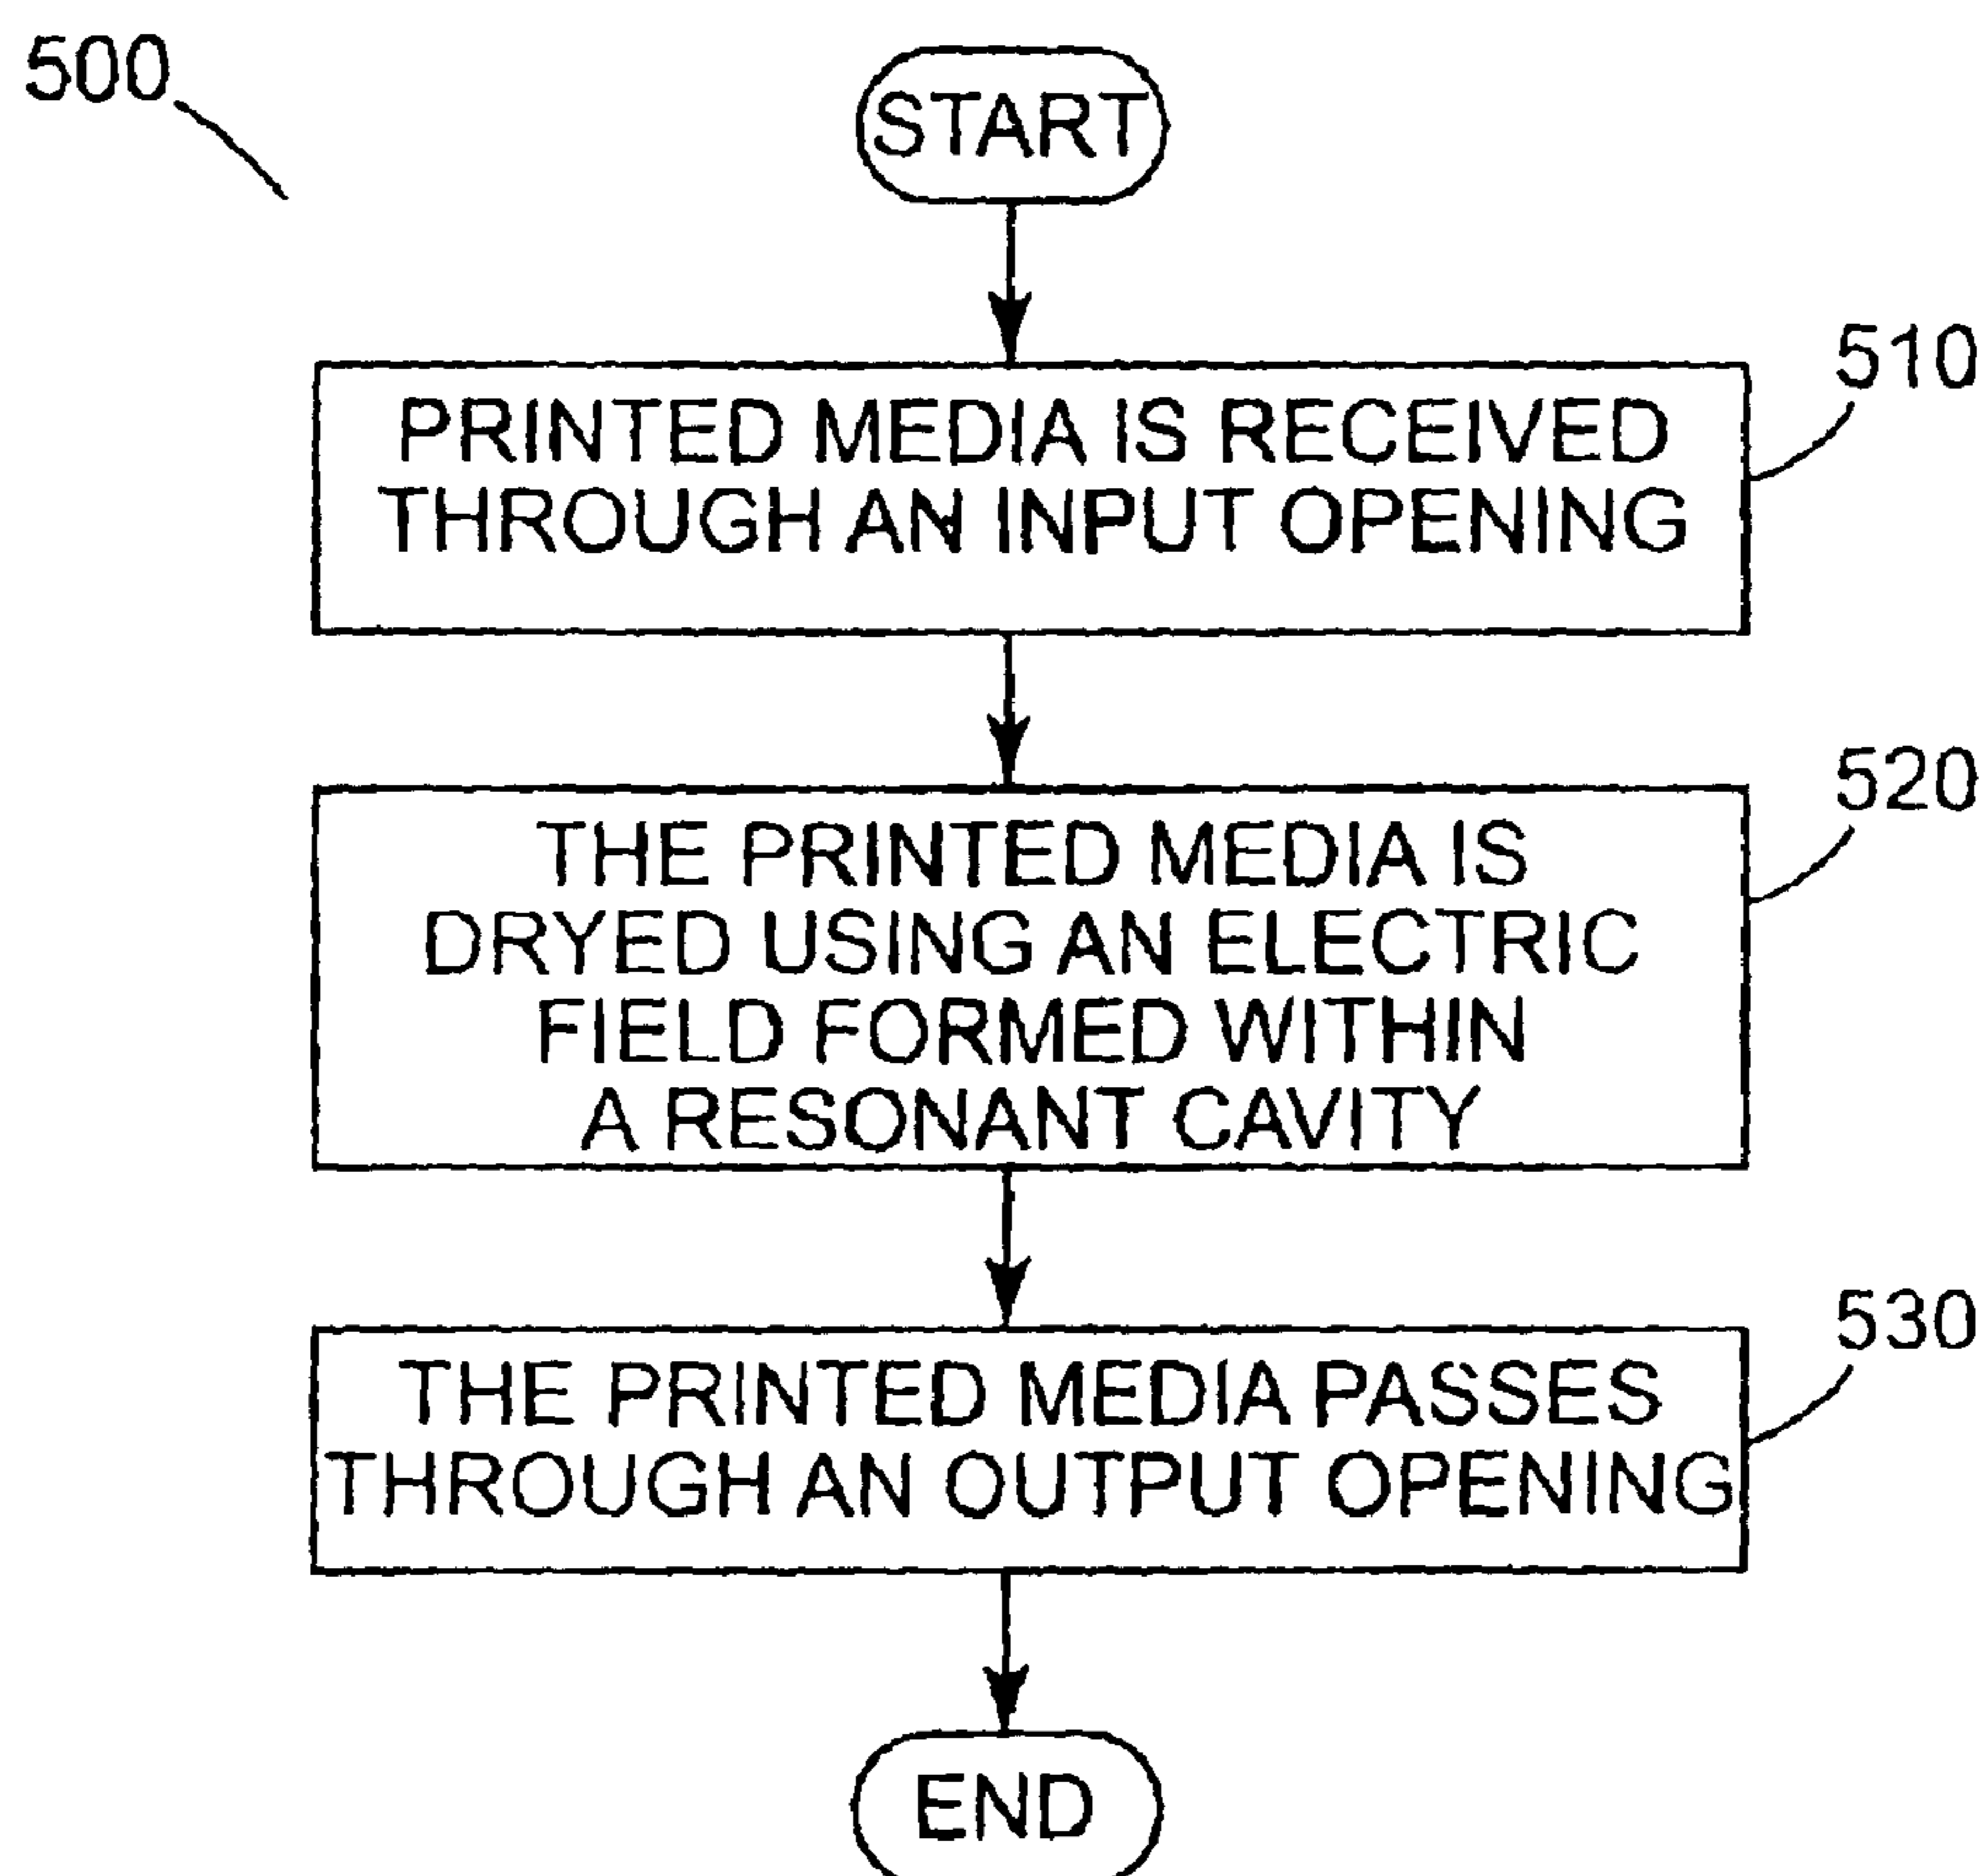 500
START
510
PRINTED MEDIA IS RECEIVED
THROUGH AN INPUT OPENING
520
THE PRINTED MEDIA IS
DRYED USING AN ELECTRIC
FIELD FORMED WITHIN
A RESONANT CAVITY
530
THE PRINTED MEDIA PASSES
THROUGH AN OUTPUT OPENING
END